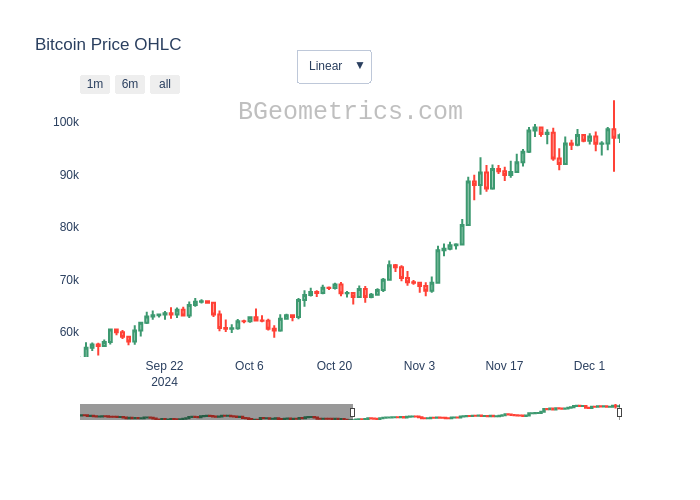 Bitcoin Price OHLC
Linear ▼
1m 6m all
BGeometrics.com
100k
90k
80k
70k
60k
Sep 22 Oct 6 Oct 20 Nov 3 Nov 17 Dec 1
2024